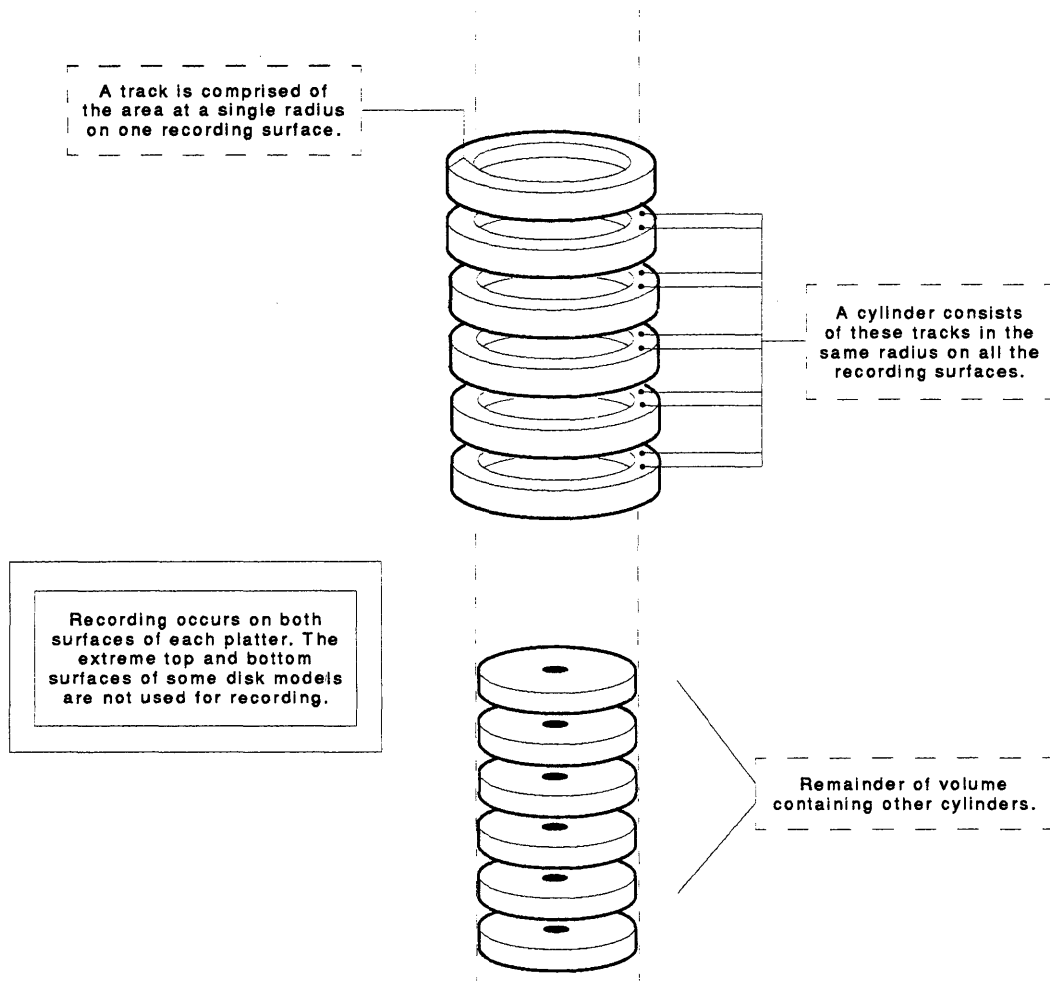 A track is comprised of
the area at a single radius
on one recording surface.
A cylinder consists
of these tracks in the
same radius on all the
recording surfaces.
Recording occurs on both
surfaces of each platter. The
extreme top and bottom
surfaces of some disk models
are not used for recording.
Remainder of volume
containing other cylinders.